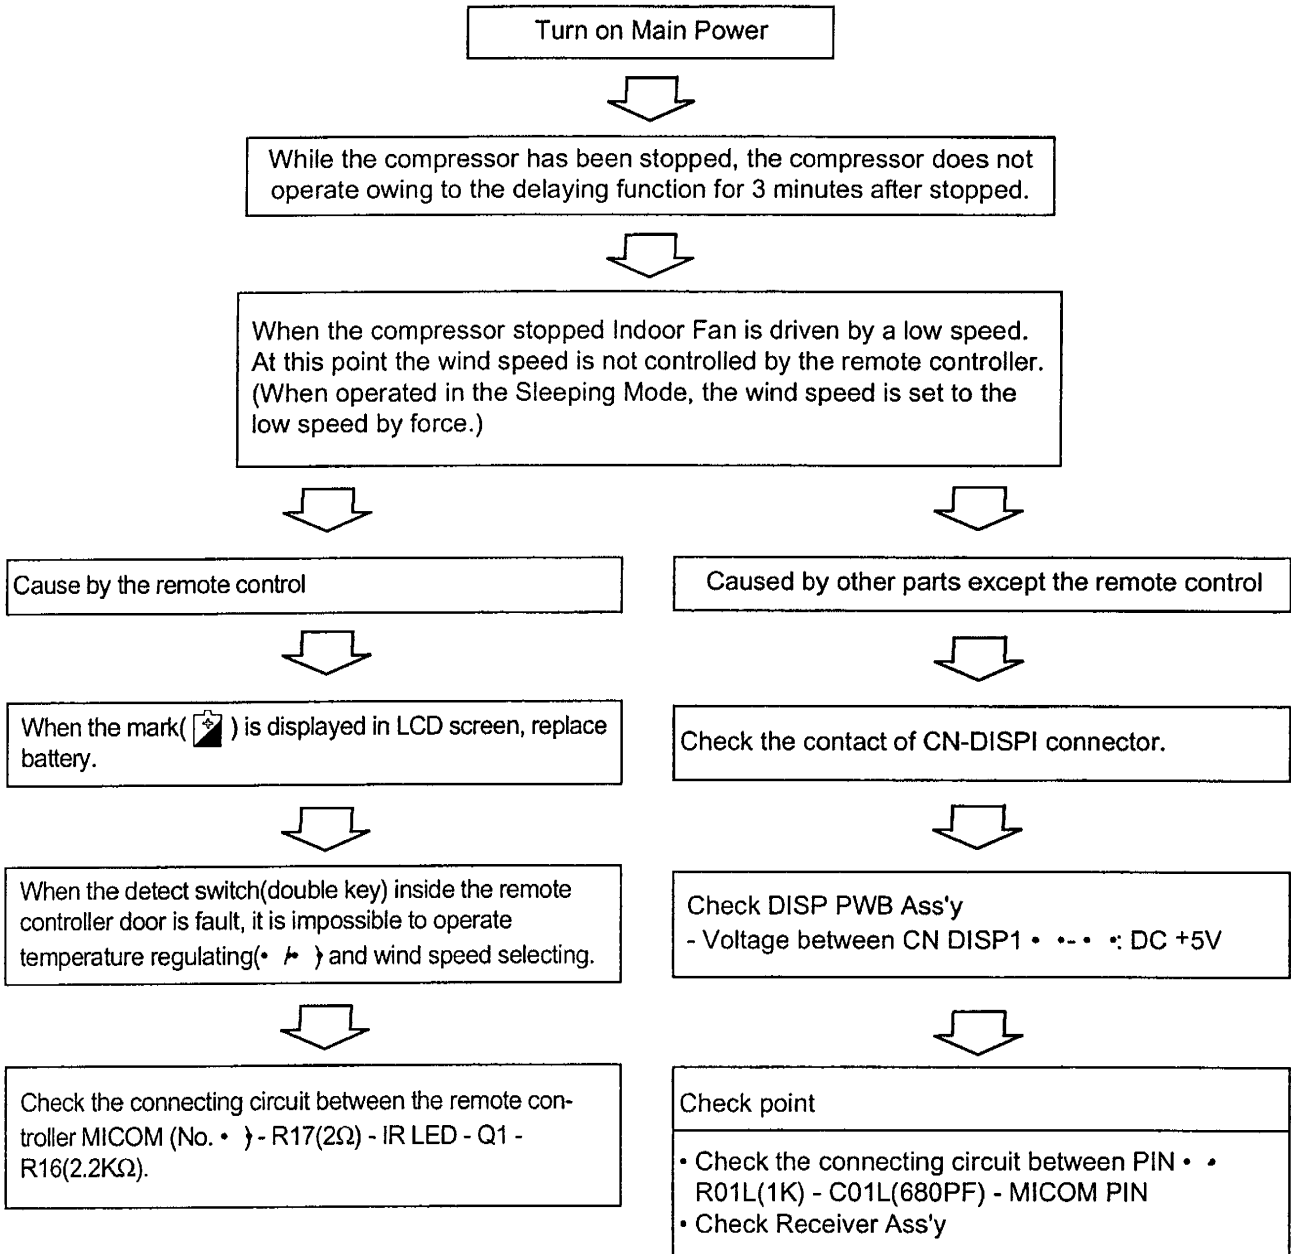 Turn on Main Power
While the compressor has been stopped, the compressor does not
operate owing to the delaying function for 3 minutes after stopped.
When the compressor stopped Indoor Fan is driven by a low speed.
At this point the wind speed is not controlled by the remote controller.
(When operated in the Sleeping Mode, the wind speed is set to the
low speed by force.)
Cause by the remote control
When the mark( ) is displayed in LCD screen, replace
battery.
When the detect switch(double key) inside the remote
controller door is fault, it is impossible to operate
temperature regulating( ) and wind speed selecting.
Check the connecting circuit between the remote con-
troller MICOM (No. • ) - R17(2Ω) - IR LED - Q1 -
R16(2.2KΩ).
Caused by other parts except the remote control
Check the contact of CN-DISPI connector.
Check DISP PWB Ass'y
- Voltage between CN DISP1 • •-• •: DC +5V
Check point
• Check the connecting circuit between PIN • •
R01L(1K) - C01L(680PF) - MICOM PIN
• Check Receiver Ass'y